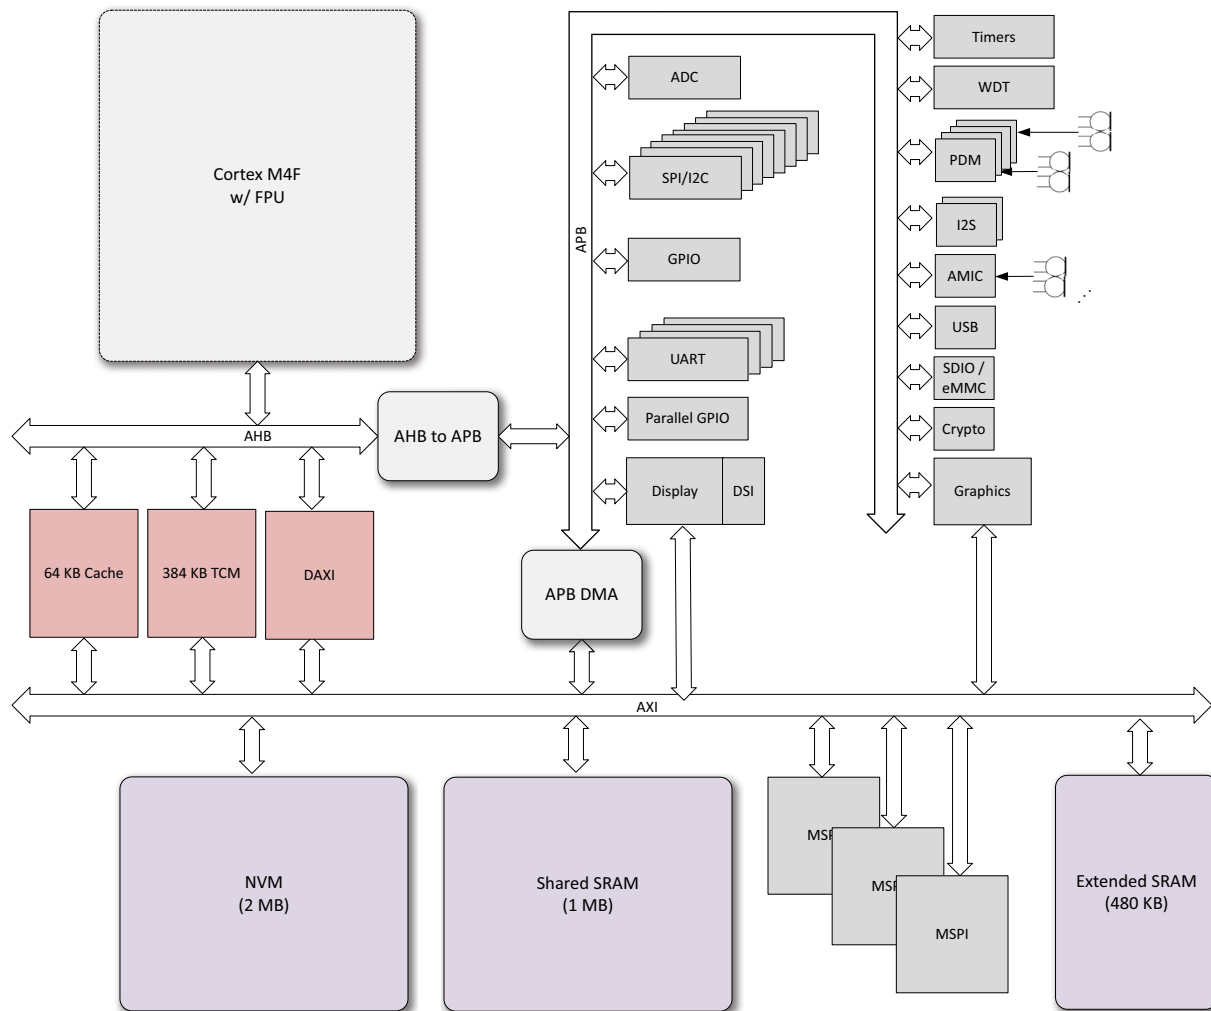 Cortex M4F
w/ FPU
AHB
AHB to APB
64 KB Cache
384 KB TCM
DAXI
APB
ADC
SPI/I2C
GPIO
UART
Parallel GPIO
Display
DSI
APB DMA
Timers
WDT
PDM
I2S
AMIC
...
USB
SDIO /
eMMC
Crypto
Graphics
AXI
NVM
(2 MB)
Shared SRAM
(1 MB)
MSP
MSP
MSPI
Extended SRAM
(480 KB)